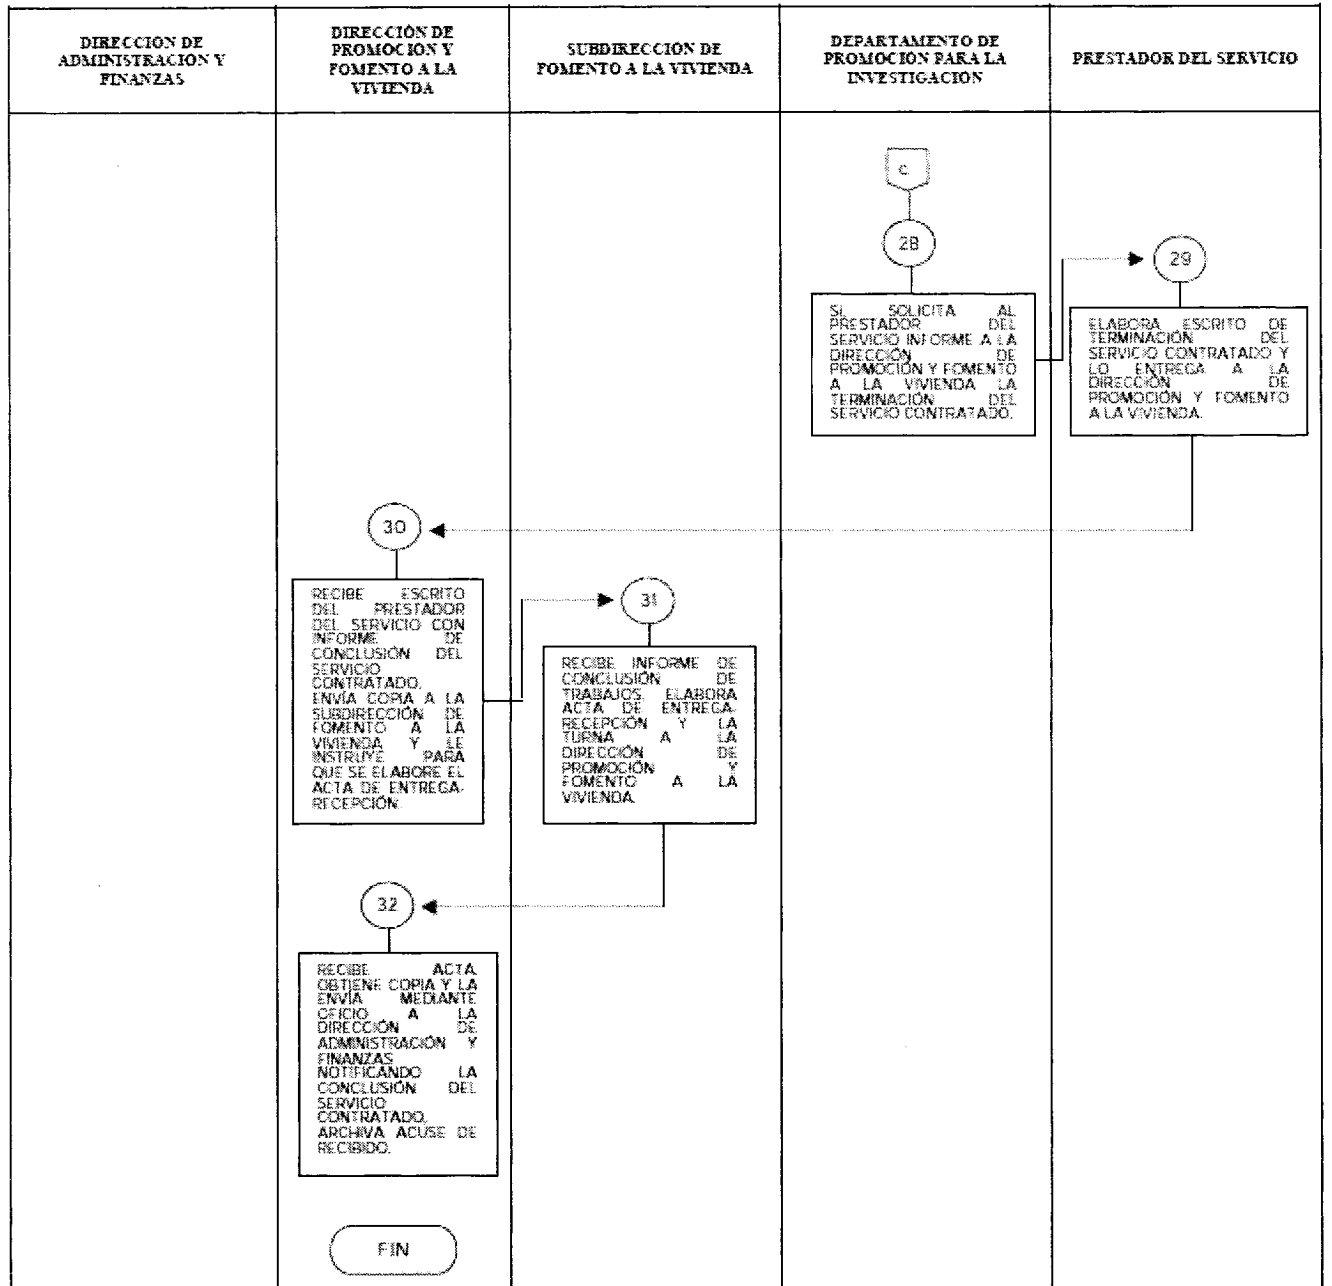 DIRECCIÓN DE
ADMINISTRACIÓN Y
FINANZAS
DIRECCIÓN DE
PROMOCIÓN Y
FOMENTO A LA
VIVIENDA
SUBDIRECCIÓN DE
FOMENTO A LA VIVIENDA
DEPARTAMENTO DE
PROMOCIÓN PARA LA
INVESTIGACIÓN
PRESTADOR DEL SERVICIO
C
28
SI, SOLICITA AL
PRESTADOR DEL
SERVICIO INFORME A LA
DIRECCIÓN DE
PROMOCIÓN Y FOMENTO
A LA VIVIENDA LA
TERMINACIÓN DEL
SERVICIO CONTRATADO.
29
ELABORA ESCRITO DE
TERMINACIÓN DEL
SERVICIO CONTRATADO Y
LO ENTREGA A LA
DIRECCIÓN DE
PROMOCIÓN Y FOMENTO
A LA VIVIENDA.
30
RECIBE ESCRITO
DEL PRESTADOR
DEL SERVICIO CON
INFORME DE
CONCLUSIÓN DEL
SERVICIO
CONTRATADO.
ENVÍA COPIA A LA
SUBDIRECCIÓN DE
FOMENTO A LA
VIVIENDA Y LE
INSTRUYE PARA
QUE SE ELABORE EL
ACTA DE ENTREGA-
RECEPCIÓN.
31
RECIBE INFORME DE
CONCLUSIÓN DE
TRABAJOS. ELABORA
ACTA DE ENTREGA-
RECEPCIÓN Y LA
TURNA A LA
DIRECCIÓN DE
PROMOCIÓN Y
FOMENTO A LA
VIVIENDA.
32
RECIBE ACTA,
OBTIENE COPIA Y LA
ENVÍA MEDIANTE
OFICIO A LA
DIRECCIÓN DE
ADMINISTRACIÓN Y
FINANZAS
NOTIFICANDO LA
CONCLUSIÓN DEL
SERVICIO
CONTRATADO.
ARCHIVA ACUSE DE
RECIBIDO.
FIN